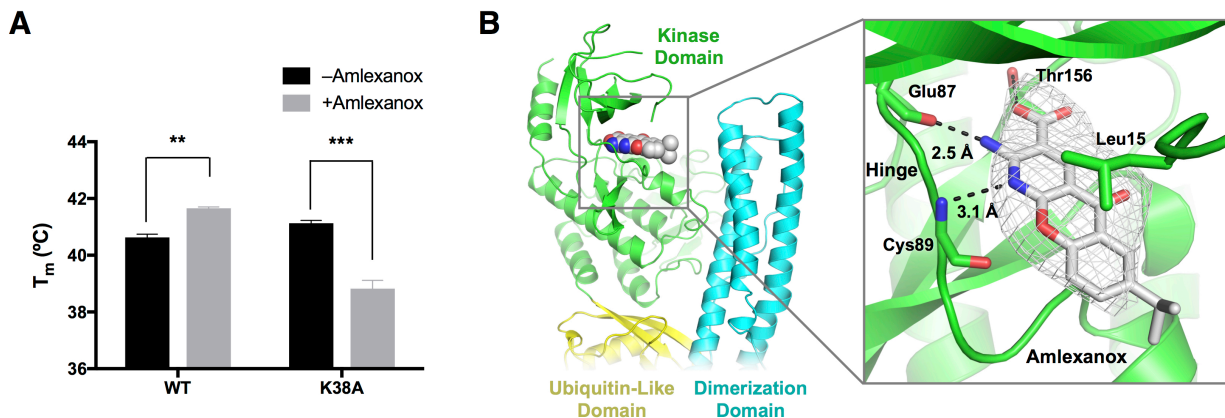 A
–Amlexanox
+Amlexanox
**
***
44
42
40
38
36
Tm (ºC)
WT
K38A
B
Kinase
Domain
Ubiquitin-Like
Domain
Dimerization
Domain
Thr156
Glu87
Leu15
2.5 Å
Hinge
3.1 Å
Cys89
Amlexanox